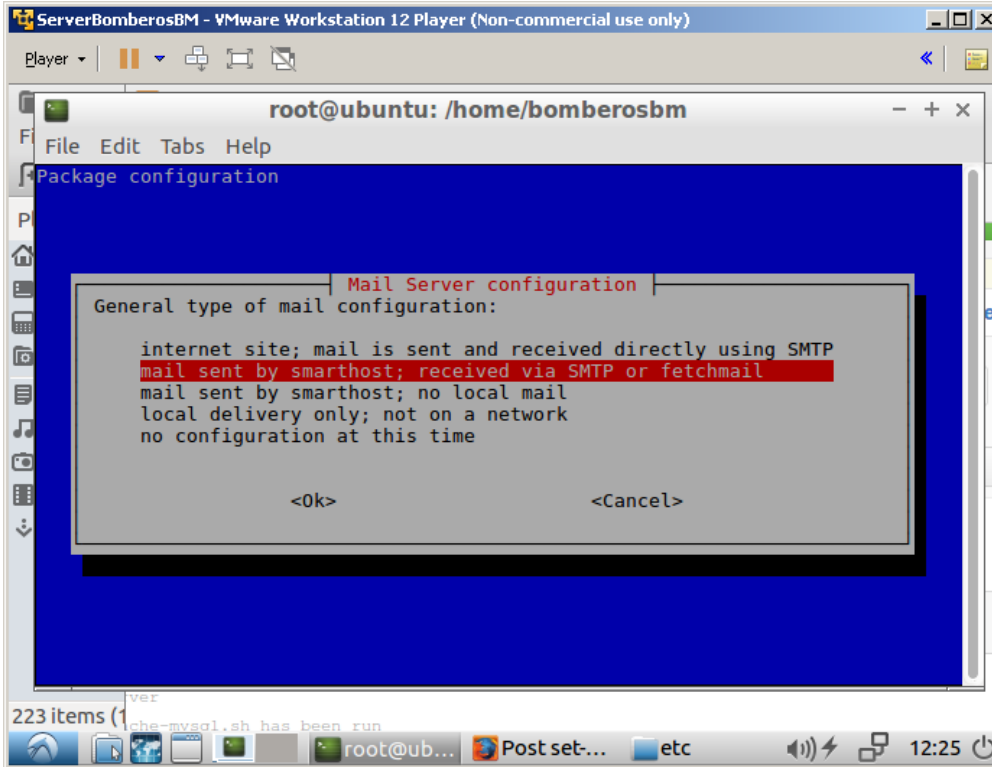 ServerBomberosBM - VMware Workstation 12 Player (Non-commercial use only)
Player
root@ubuntu: /home/bomberosbm
File Edit Tabs Help
Package configuration
Mail Server configuration
General type of mail configuration:
internet site; mail is sent and received directly using SMTP
mail sent by smarthost; received via SMTP or fetchmail
mail sent by smarthost; no local mail
local delivery only; not on a network
no configuration at this time
<Ok> <Cancel>
223 items (1
che-mysql.sh has been run
root@ub... Post set-... etc 12:25